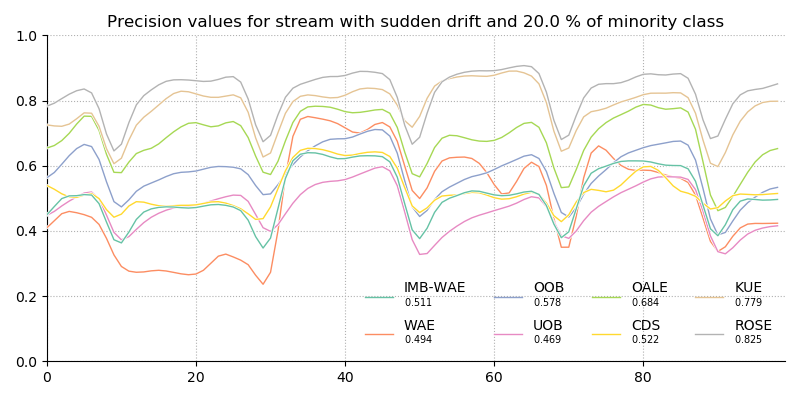 Precision values for stream with sudden drift and 20.0 % of minority class
1.0
0.8
0.6
0.4
0.2
0.0
0 20 40 60 80
IMB-WAE OOB OALE KUE
0.511 0.578 0.684 0.779
WAE UOB CDS ROSE
0.494 0.469 0.522 0.825